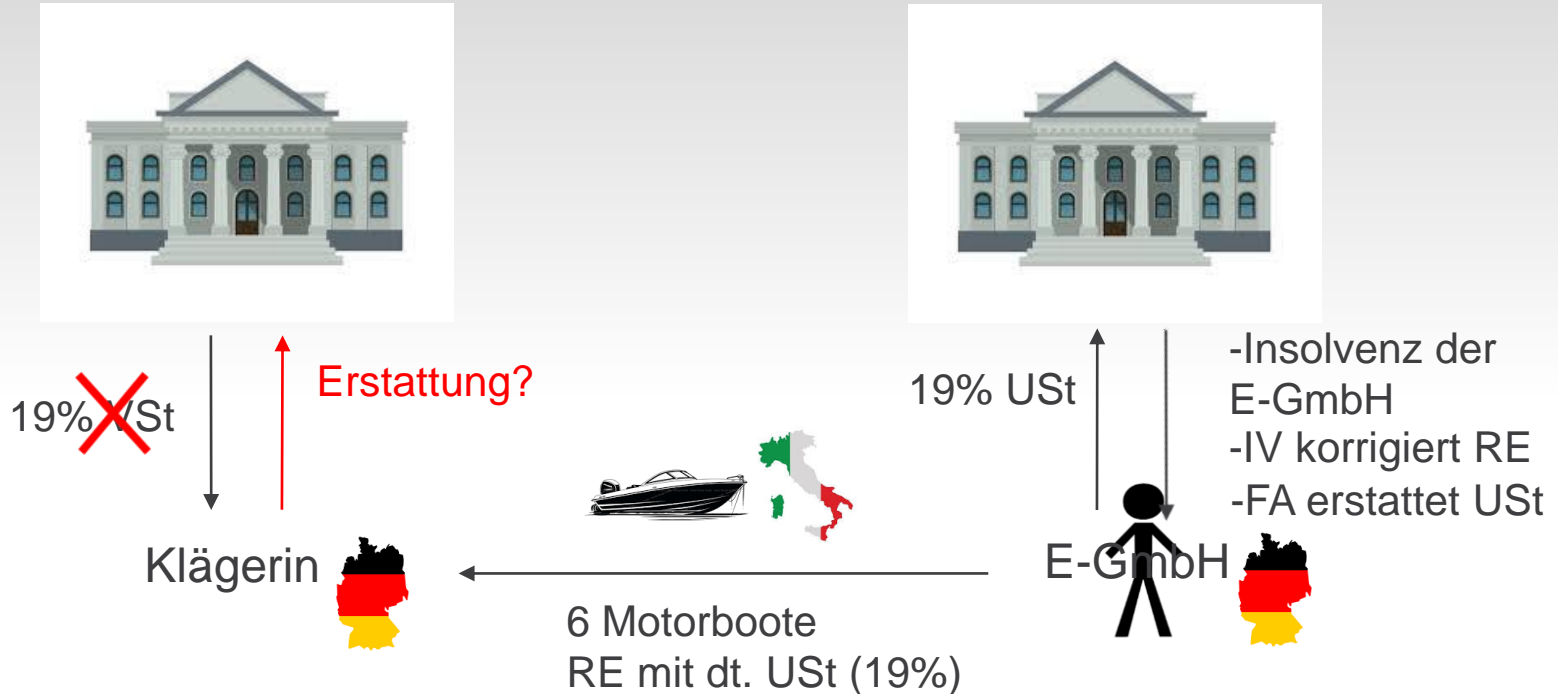 19% VSt
Erstattung?
19% USt
-Insolvenz der
E-GmbH
-IV korrigiert RE
-FA erstattet USt
Klägerin
E-GmbH
6 Motorboote
RE mit dt. USt (19%)